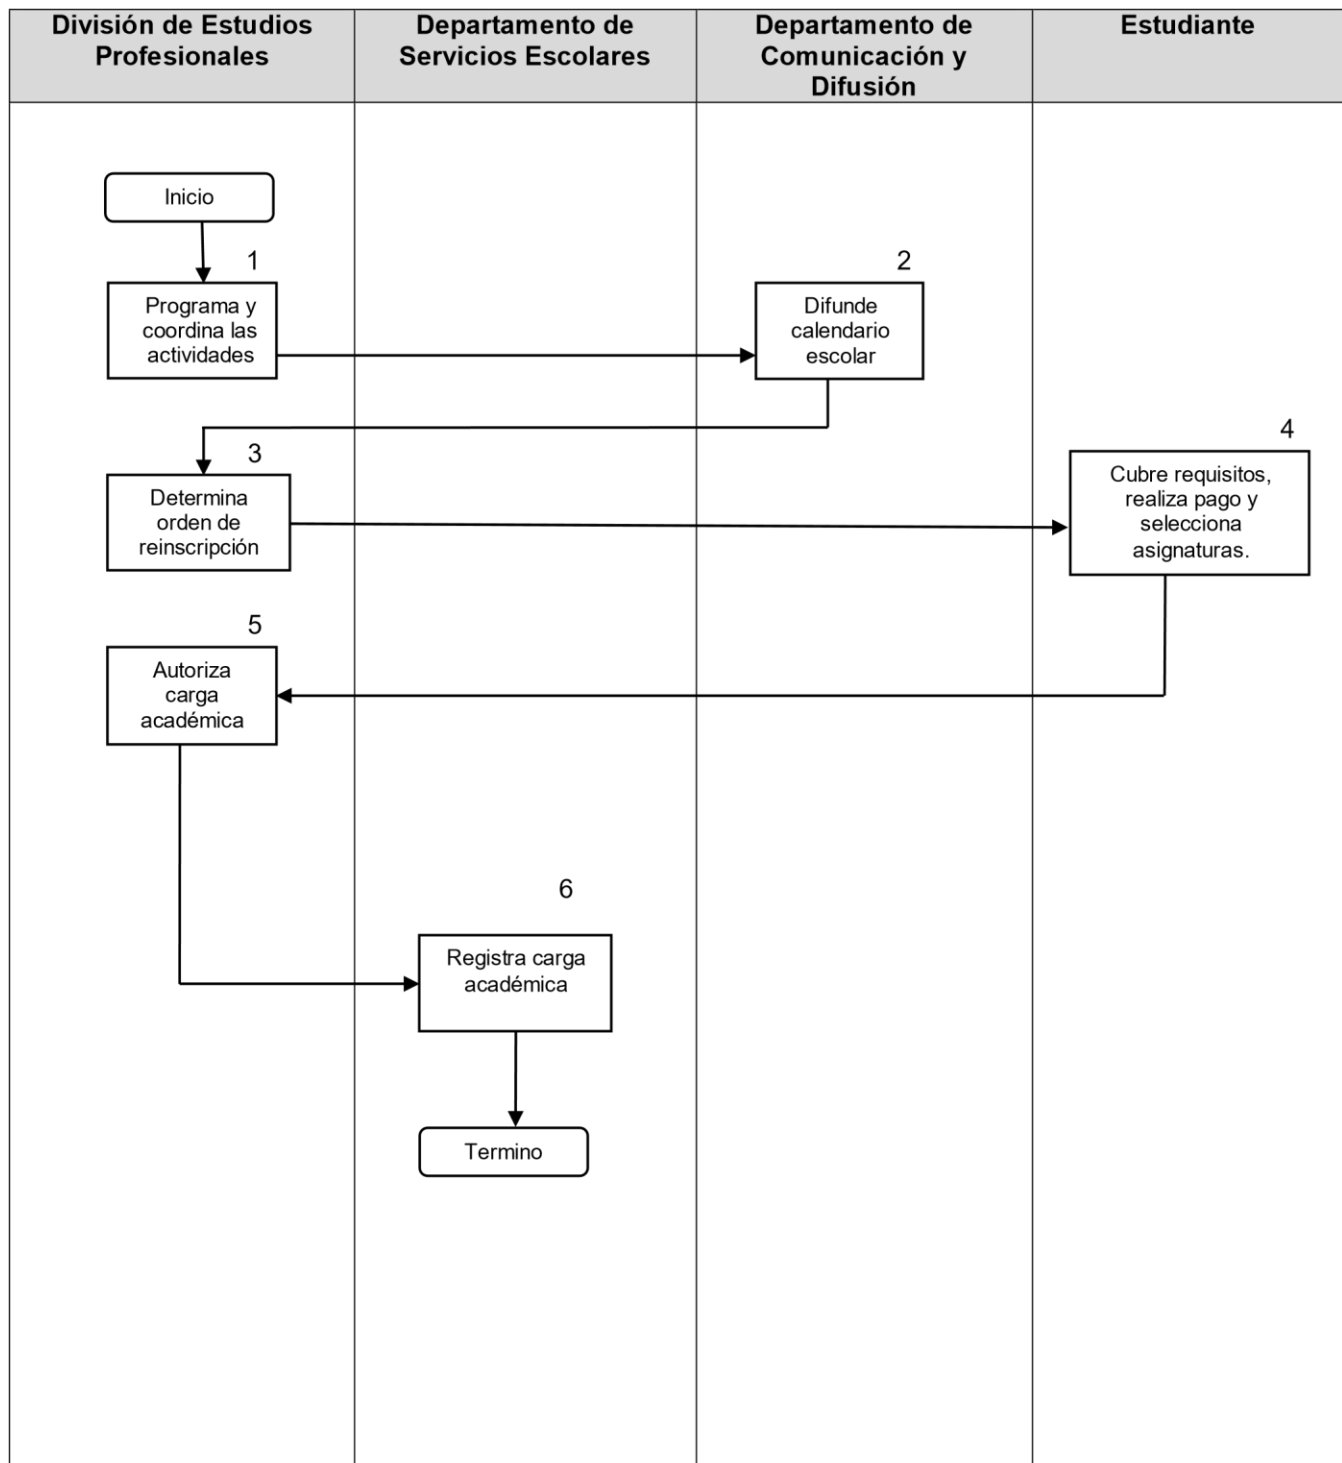 División de Estudios
Profesionales
Departamento de
Servicios Escolares
Departamento de
Comunicación y
Difusión
Estudiante
Inicio
1
Programa y
coordina las
actividades
2
Difunde
calendario
escolar
3
Determina
orden de
reinscripción
4
Cubre requisitos,
realiza pago y
selecciona
asignaturas.
5
Autoriza
carga
académica
6
Registra carga
académica
Termino